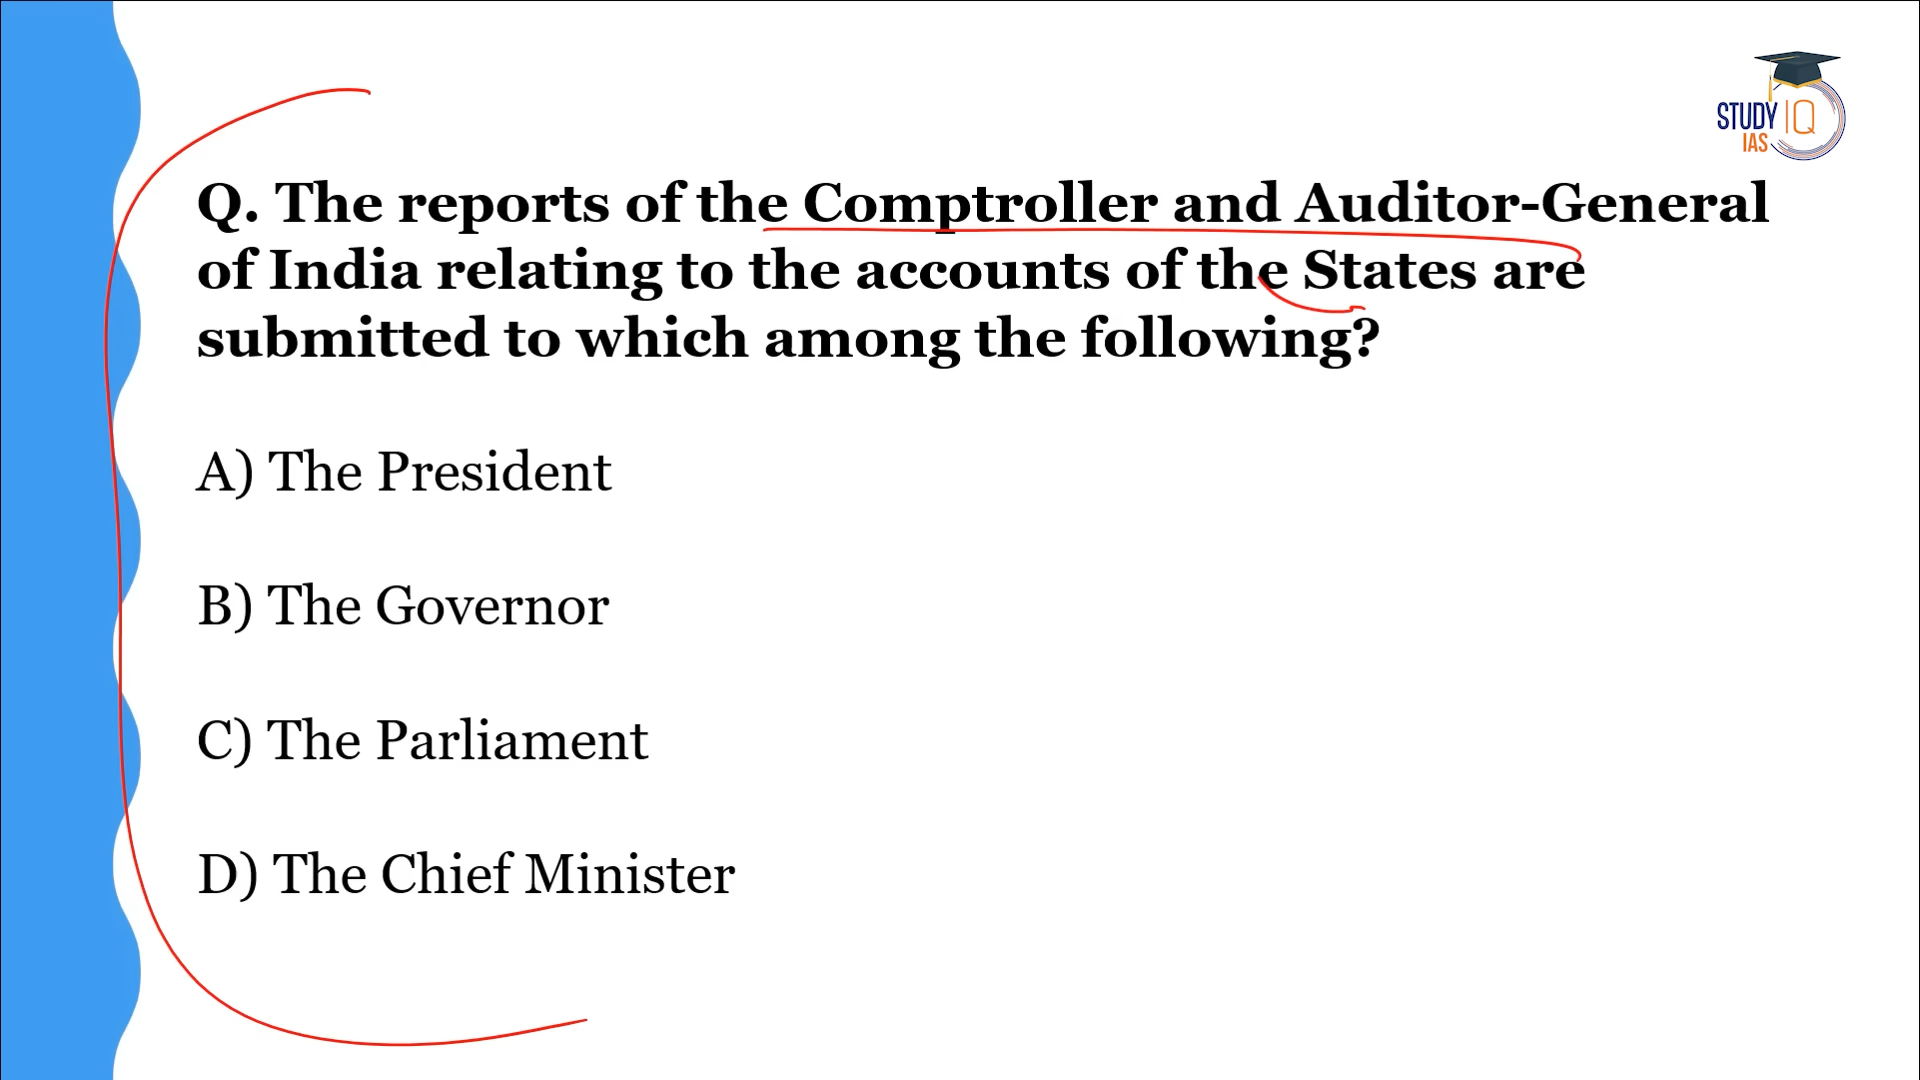 STUDY IQ
IAS
Q. The reports of the Comptroller and Auditor-General
of India relating to the accounts of the States are
submitted to which among the following?
A) The President
B) The Governor
C) The Parliament
D) The Chief Minister